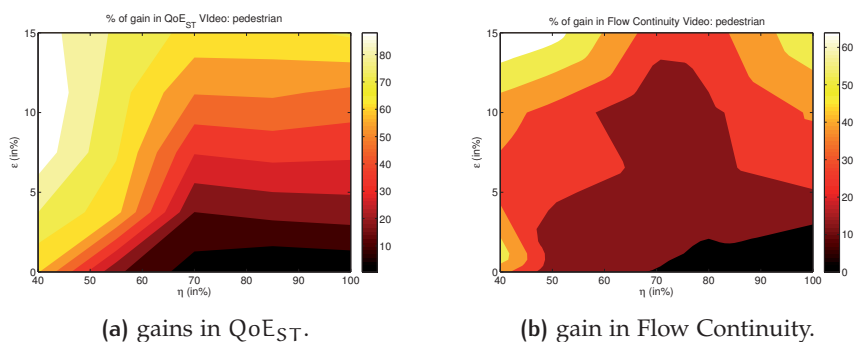 % of gain in QoE_ST VIdeo: pedestrian
15
10
5
0
ε (in%)
40 50 60 70 80 90 100
η (in%)
80
70
60
50
40
30
20
10
(a) gains in QoE_ST.
% of gain in Flow Continuity Video: pedestrian
15
10
5
0
ε (in%)
40 50 60 70 80 90 100
η (in%)
60
50
40
30
20
10
0
(b) gain in Flow Continuity.